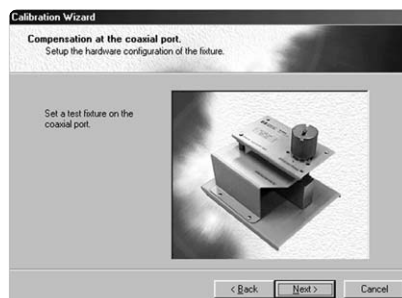 Calibration Wizard
Compensation at the coaxial port.
Setup the hardware configuration of the fixture.
Set a test fixture on the
coaxial port.
< Back
Next >
Cancel